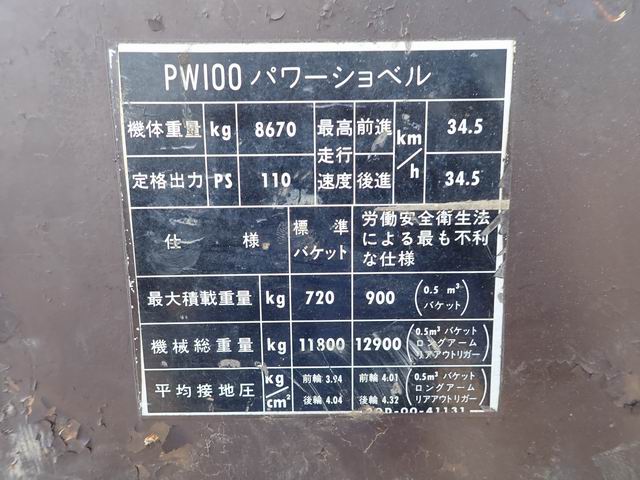 PW100 パワーショベル
機体重量 kg 8670 最高走行速度 前進 km/h 34.5
定格出力 PS 110 後進 34.5
仕様 標準バケット 労働安全衛生法による最も不利な仕様
最大積載重量 kg 720 900 (0.5 m³ バケット)
機械総重量 kg 11800 12900 (0.5m³ バケット ロングアーム リアアウトリガー)
平均接地圧 kg/cm² 前輪 3.94 前輪 4.01 (0.5m³ バケット ロングアーム リアアウトリガー)
後輪 4.04 後輪 4.32